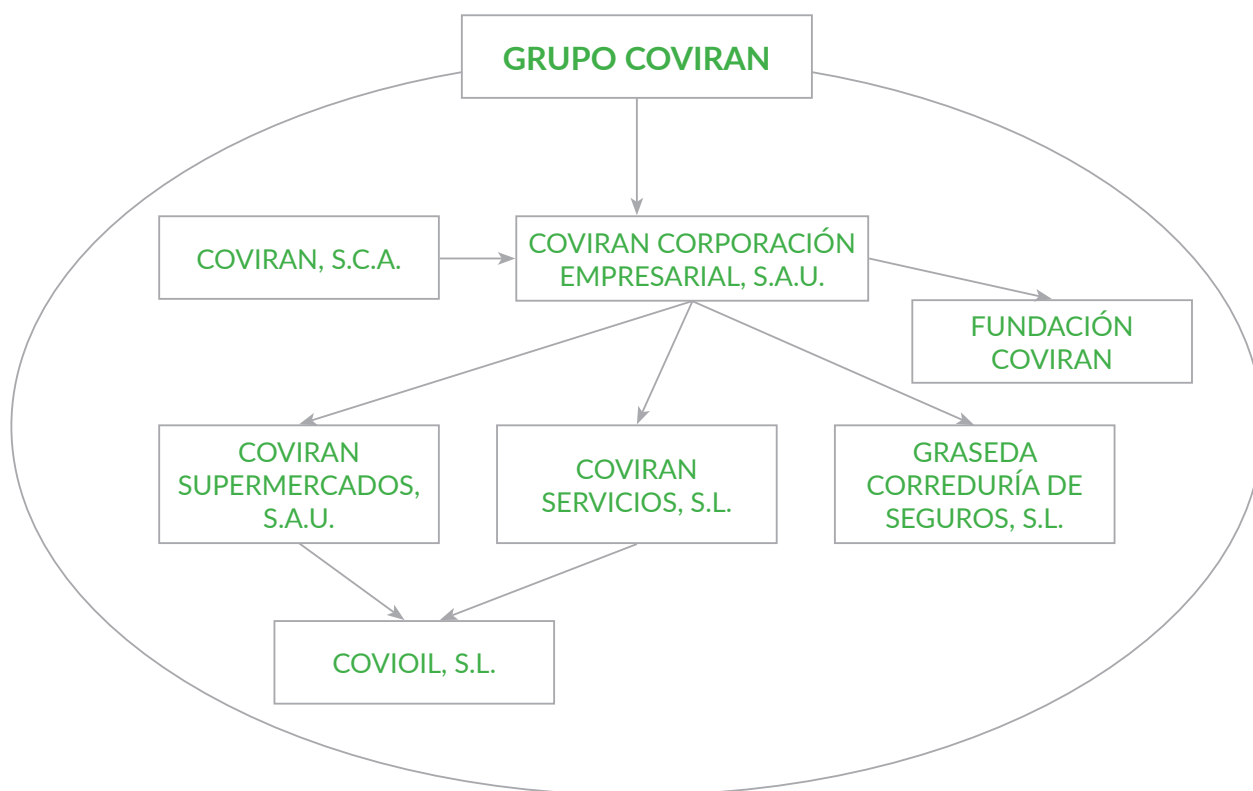 GRUPO COVIRAN
COVIRAN, S.C.A.
COVIRAN CORPORACIÓN
EMPRESARIAL, S.A.U.
FUNDACIÓN
COVIRAN
COVIRAN
SUPERMERCADOS,
S.A.U.
COVIRAN
SERVICIOS, S.L.
GRASEDA
CORREDURÍA DE
SEGUROS, S.L.
COVIOIL, S.L.